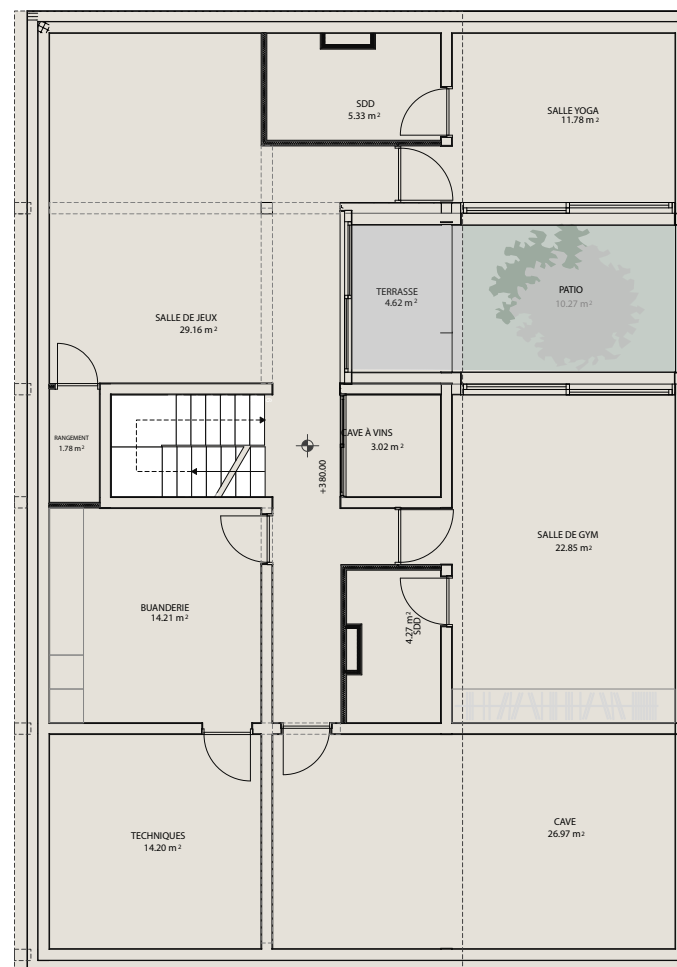 SDD
5.33 m²
SALLE YOGA
11.78 m²
TERRASSE
4.62 m²
PATIO
10.27 m²
SALLE DE JEUX
29.16 m²
RANGEMENT
1.78 m²
CAVE À VINS
3.02 m²
+380.00
SALLE DE GYM
22.85 m²
BUANDERIE
14.21 m²
SDD
4.27 m²
TECHNIQUES
14.20 m²
CAVE
26.97 m²